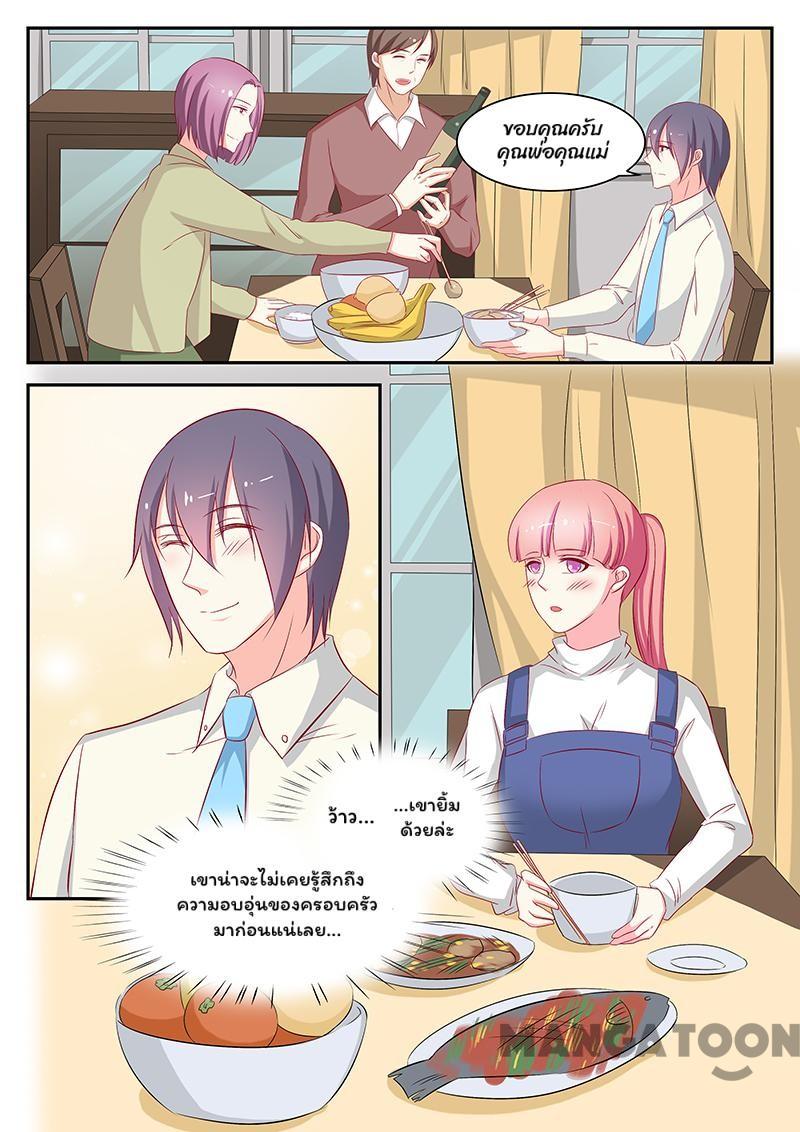 ขอบคุณครับ
คุณพ่อคุณแม่
ว้าว...
...เขายิ้ม
ด้วยล่ะ
เขาน่าจะไม่เคยรู้สึกถึง
ความอบอุ่นของครอบครัว
มาก่อนแน่เลย...
MANGATOON